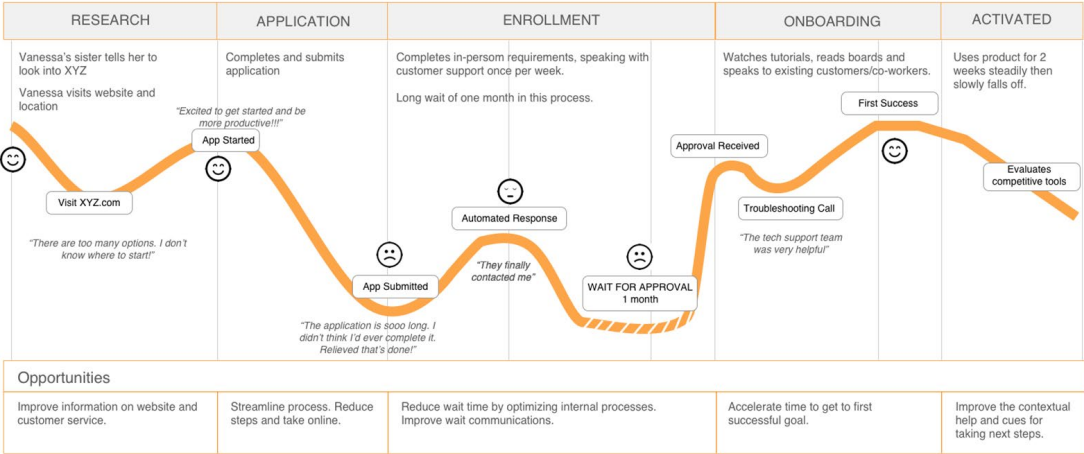 RESEARCH
APPLICATION
ENROLLMENT
ONBOARDING
ACTIVATED
Vanessa's sister tells her to
look into XYZ
Vanessa visits website and
location
Completes and submits
application
Completes in-persom requirements, speaking with
customer support once per week.
Long wait of one month in this process.
Watches tutorials, reads boards and
speaks to existing customers/co-workers.
Uses product for 2
weeks steadily then
slowly falls off.
"Excited to get started and be
more productive!!!"
App Started
Visit XYZ.com
"There are too many options. I don't
know where to start!"
App Submitted
"The application is sooo long. I
didn't think I'd ever complete it.
Relieved that's done!"
Automated Response
"They finally
contacted me"
WAIT FOR APPROVAL
1 month
Approval Received
Troubleshooting Call
"The tech support team
was very helpful"
First Success
Evaluates
competitive tools
Opportunities
Improve information on website and
customer service.
Streamline process. Reduce
steps and take online.
Reduce wait time by optimizing internal processes.
Improve wait communications.
Accelerate time to get to first
successful goal.
Improve the contextual
help and cues for
taking next steps.